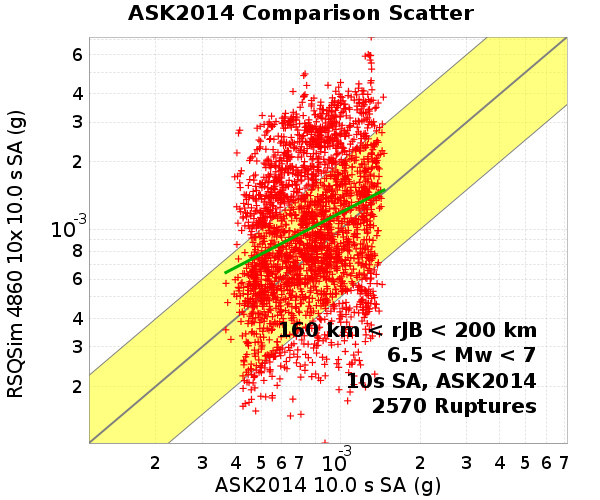 ASK2014 Comparison Scatter
RSQSim 4860 10x 10.0 s SA (g)
6
4
3
2
10-3
8
6
4
3
2
160 km < rJB < 200 km
6.5 < Mw < 7
10s SA, ASK2014
2570 Ruptures
2 3 4 5 6 7 10-3 2 3 4 5 6 7
ASK2014 10.0 s SA (g)